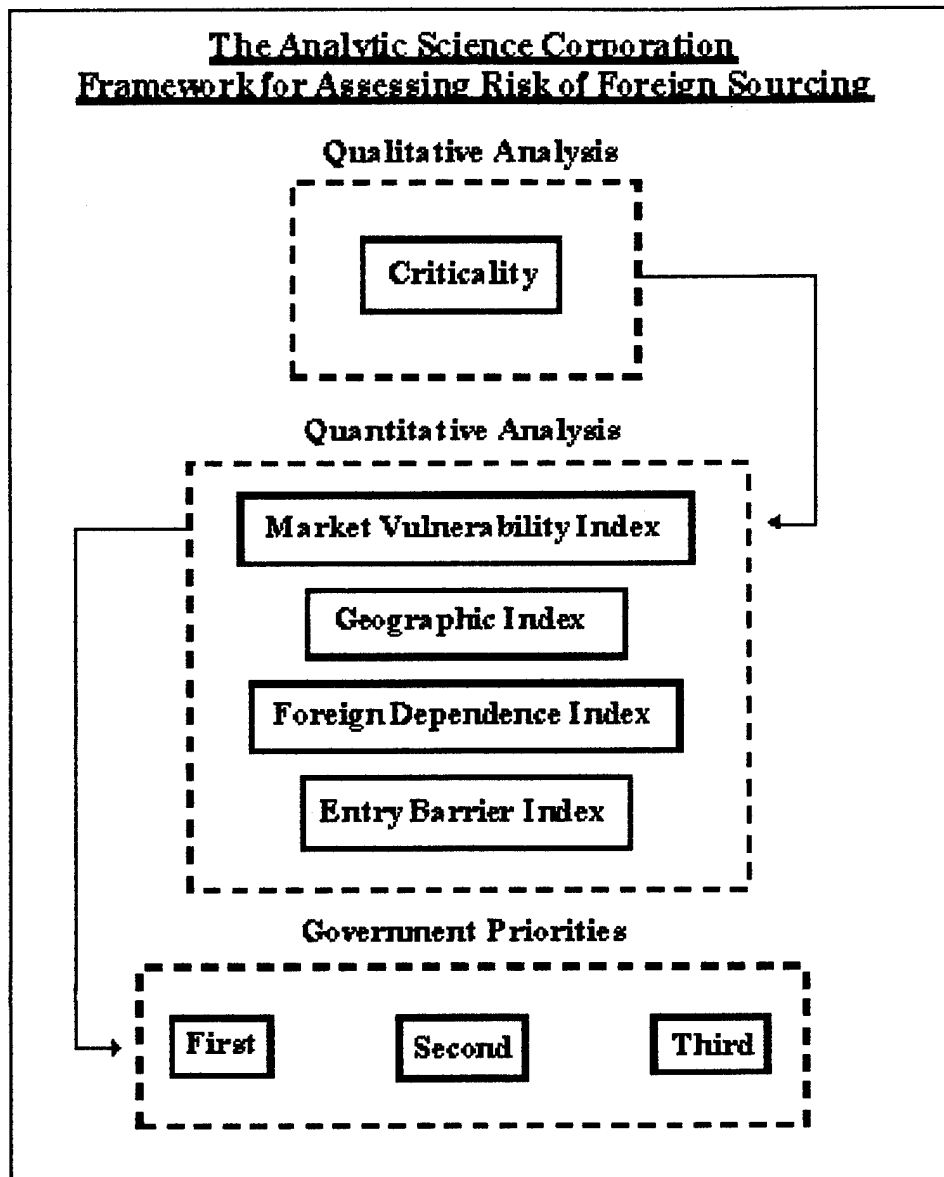 The Analytic Science Corporation
Framework for Assessing Risk of Foreign Sourcing
Qualitative Analysis
Criticality
Quantitative Analysis
Market Vulnerability Index
Geographic Index
Foreign Dependence Index
Entry Barrier Index
Government Priorities
First
Second
Third